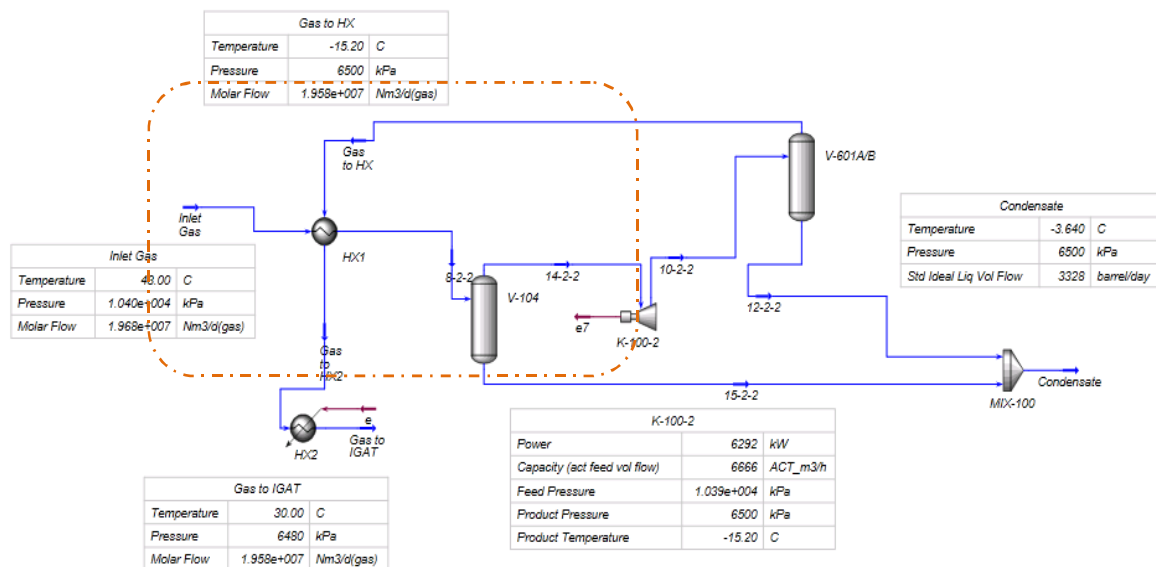 Gas to HX
Temperature -15.20 C
Pressure 6500 kPa
Molar Flow 1.958e+007 Nm3/d(gas)
Gas
to HX
V-601A/B
Inlet
Gas
HX1
Condensate
Temperature -3.640 C
Pressure 6500 kPa
Std Ideal Liq Vol Flow 3328 barrel/day
Inlet Gas
Temperature 48.00 C
Pressure 1.040e+004 kPa
Molar Flow 1.968e+007 Nm3/d(gas)
8-2-2
V-104
14-2-2
10-2-2
12-2-2
e7
K-100-2
Gas
to
HX2
15-2-2
Condensate
MIX-100
e
HX2
Gas to
IGAT
K-100-2
Power 6292 kW
Capacity (act feed vol flow) 6666 ACT_m3/h
Feed Pressure 1.039e+004 kPa
Product Pressure 6500 kPa
Product Temperature -15.20 C
Gas to IGAT
Temperature 30.00 C
Pressure 6480 kPa
Molar Flow 1.958e+007 Nm3/d(gas)